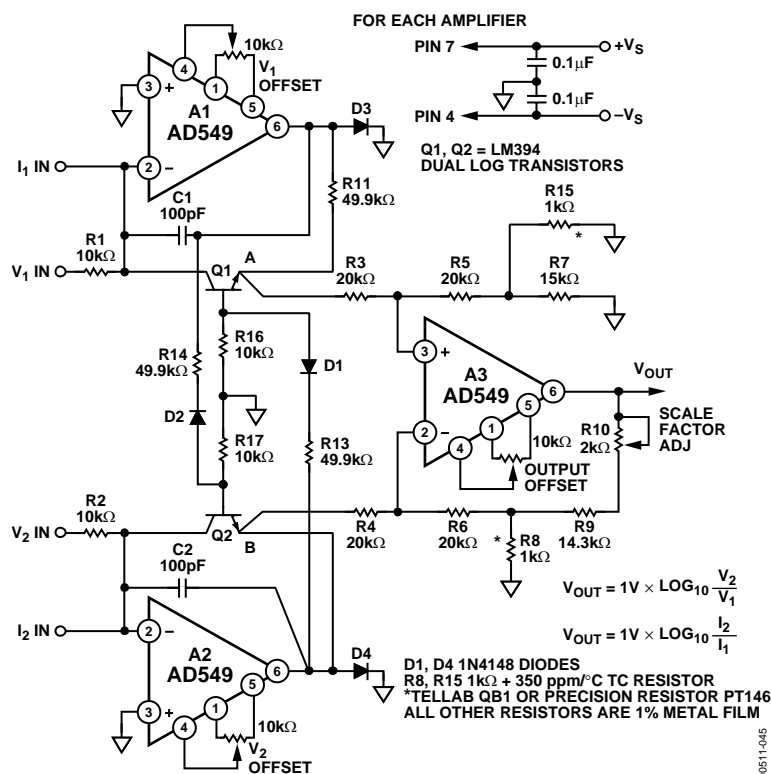 FOR EACH AMPLIFIER
PIN 7
+VS
0.1µF
0.1µF
PIN 4
–VS
Q1, Q2 = LM394
DUAL LOG TRANSISTORS
10kΩ
V1
OFFSET
4
1
5
3
+
A1
AD549
6
D3
I1 IN
2
–
R11
49.9kΩ
C1
100pF
R15
1kΩ
*
R1
10kΩ
V1 IN
Q1
A
R3
20kΩ
R5
20kΩ
R7
15kΩ
R16
10kΩ
D1
R14
49.9kΩ
3
+
A3
AD549
6
VOUT
5
1
2
–
4
10kΩ
OUTPUT
OFFSET
R10
2kΩ
SCALE
FACTOR
ADJ
D2
R17
10kΩ
R13
49.9kΩ
R2
10kΩ
V2 IN
Q2
B
R4
20kΩ
R6
20kΩ
R9
14.3kΩ
* R8
1kΩ
C2
100pF
VOUT = 1V × LOG10 V2
V1
VOUT = 1V × LOG10 I2
I1
I2 IN
2
–
A2
AD549
6
D4
5
1
3
+
4
10kΩ
V2
OFFSET
D1, D4 1N4148 DIODES
R8, R15 1kΩ + 350 ppm/°C TC RESISTOR
*TELLAB QB1 OR PRECISION RESISTOR PT146
ALL OTHER RESISTORS ARE 1% METAL FILM
0511-045